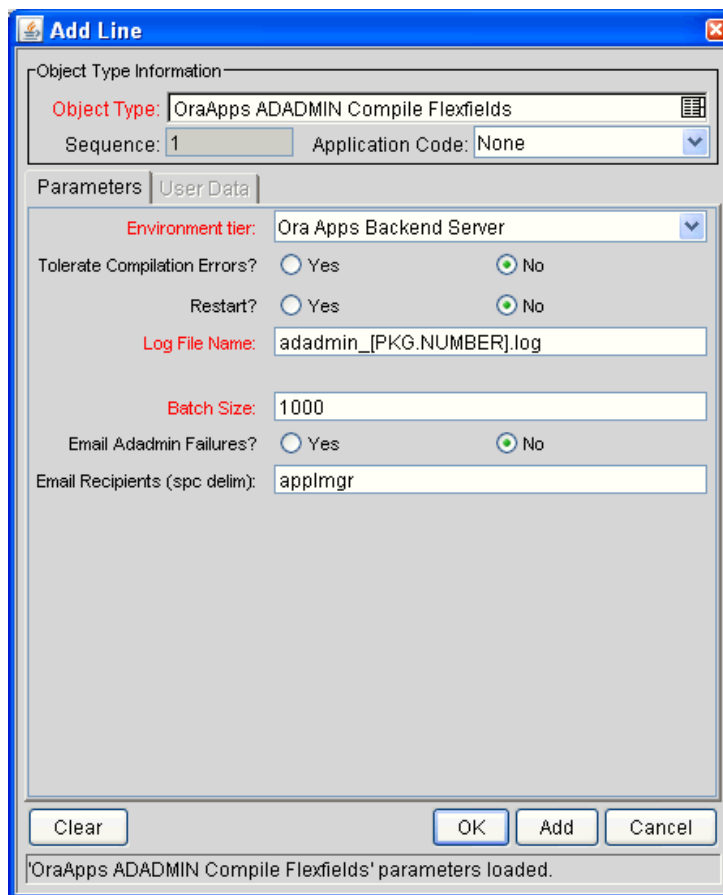 Add Line
Object Type Information
Object Type: OraApps ADADMIN Compile Flexfields
Sequence: 1 Application Code: None
Parameters User Data
Environment tier: Ora Apps Backend Server
Tolerate Compilation Errors? Yes No
Restart? Yes No
Log File Name: adadmin_[PKG.NUMBER].log
Batch Size: 1000
Email Adadmin Failures? Yes No
Email Recipients (spc delim): applmgr
Clear OK Add Cancel
'OraApps ADADMIN Compile Flexfields' parameters loaded.